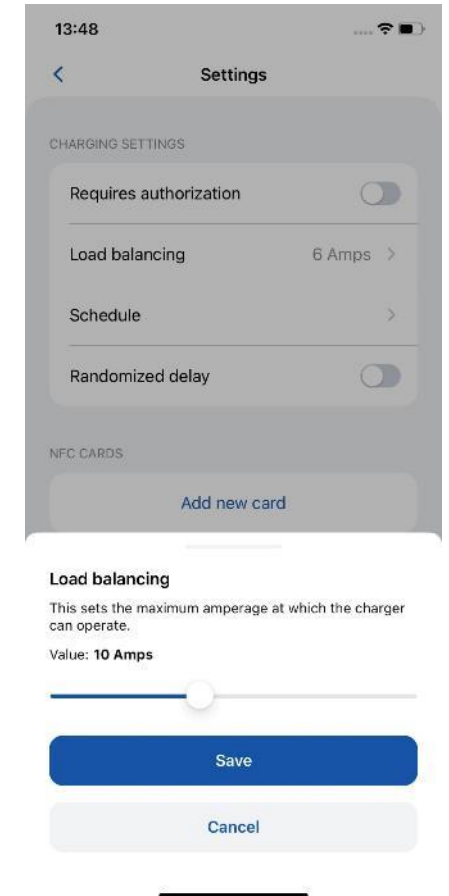 13:48
Settings
CHARGING SETTINGS
Requires authorization
Load balancing 6 Amps
Schedule
Randomized delay
NFC CARDS
Add new card
Load balancing
This sets the maximum amperage at which the charger
can operate.
Value: 10 Amps
Save
Cancel